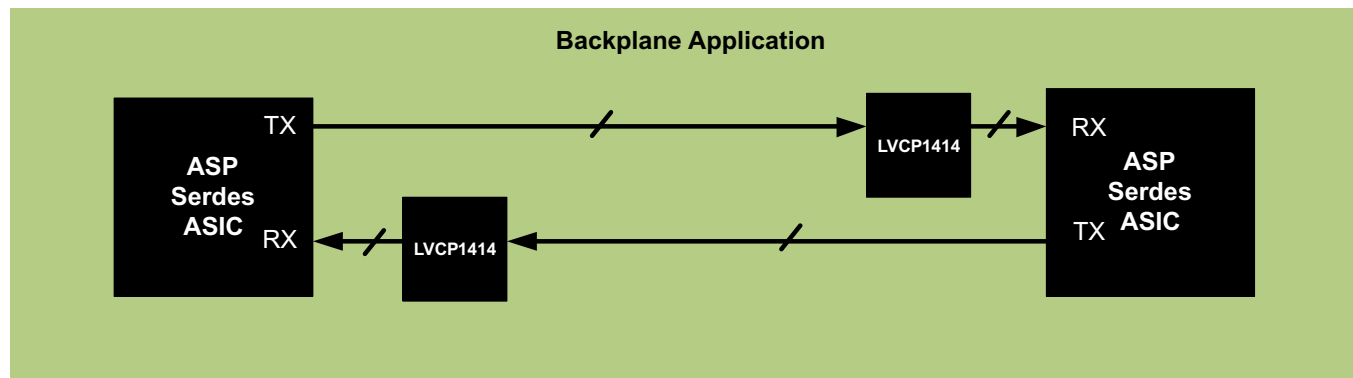 Backplane Application
TX
ASP
Serdes
ASIC
RX
LVCP1414
LVCP1414
RX
ASP
Serdes
ASIC
TX